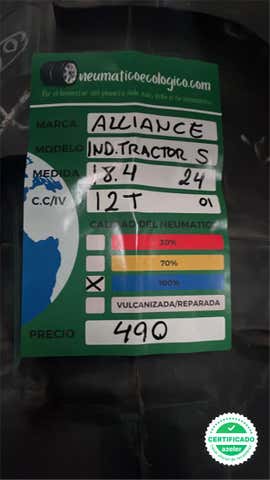 neumaticoecologico.com
MARCA ALLIANCE
MODELO IND.TRACTOR S
MEDIDA 18.4 24
C.C/IV 12T 01
CALIDAD DEL NEUMATICO
30%
70%
X 100%
VULCANIZADA/REPARADA
PRECIO 490
CERTIFICADO
azeler